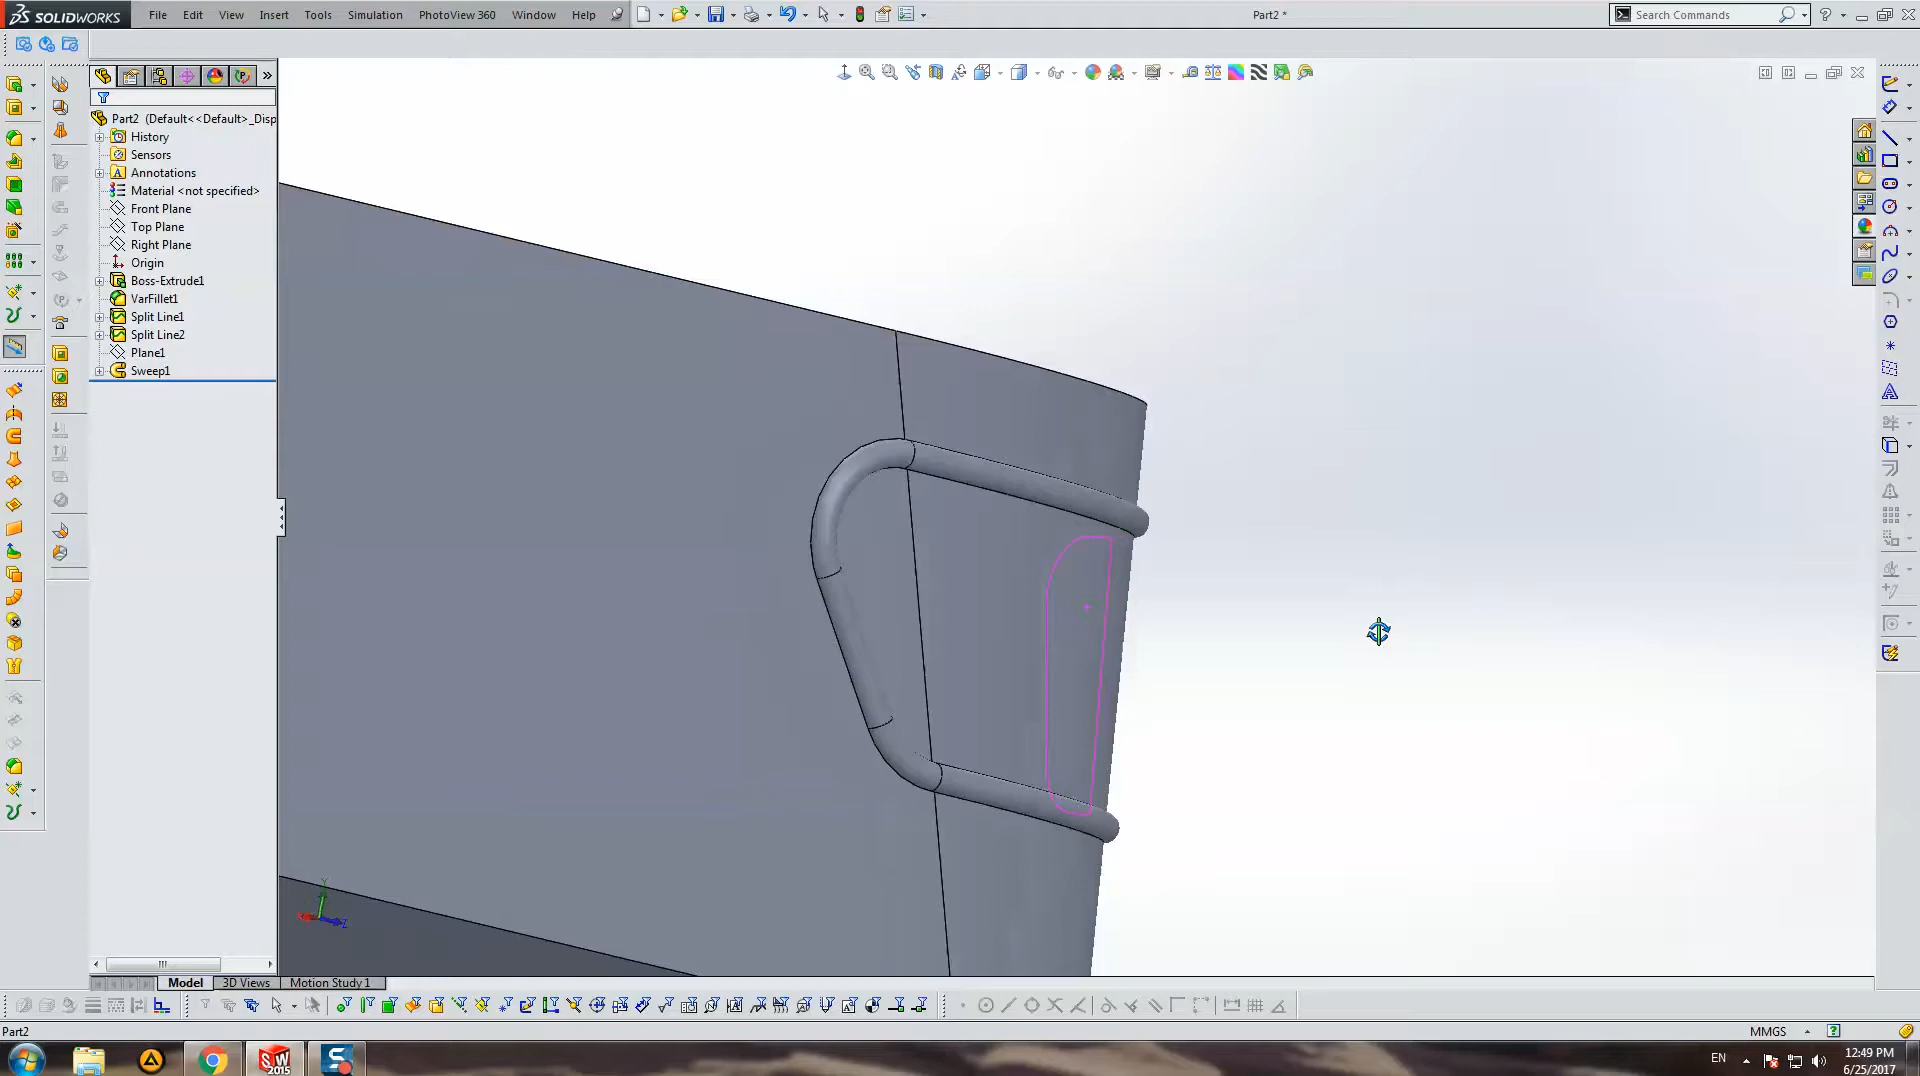 SOLIDWORKS
File Edit View Insert Tools Simulation PhotoView 360 Window Help
Part2 *
Search Commands
Part2 (Default<<Default>_Disp
History
Sensors
Annotations
Material <not specified>
Front Plane
Top Plane
Right Plane
Origin
Boss-Extrude1
VarFillet1
Split Line1
Split Line2
Plane1
Sweep1
Y
X
Z
Model 3D Views Motion Study 1
Part2
MMGS
2015
EN
12:49 PM
6/25/2017